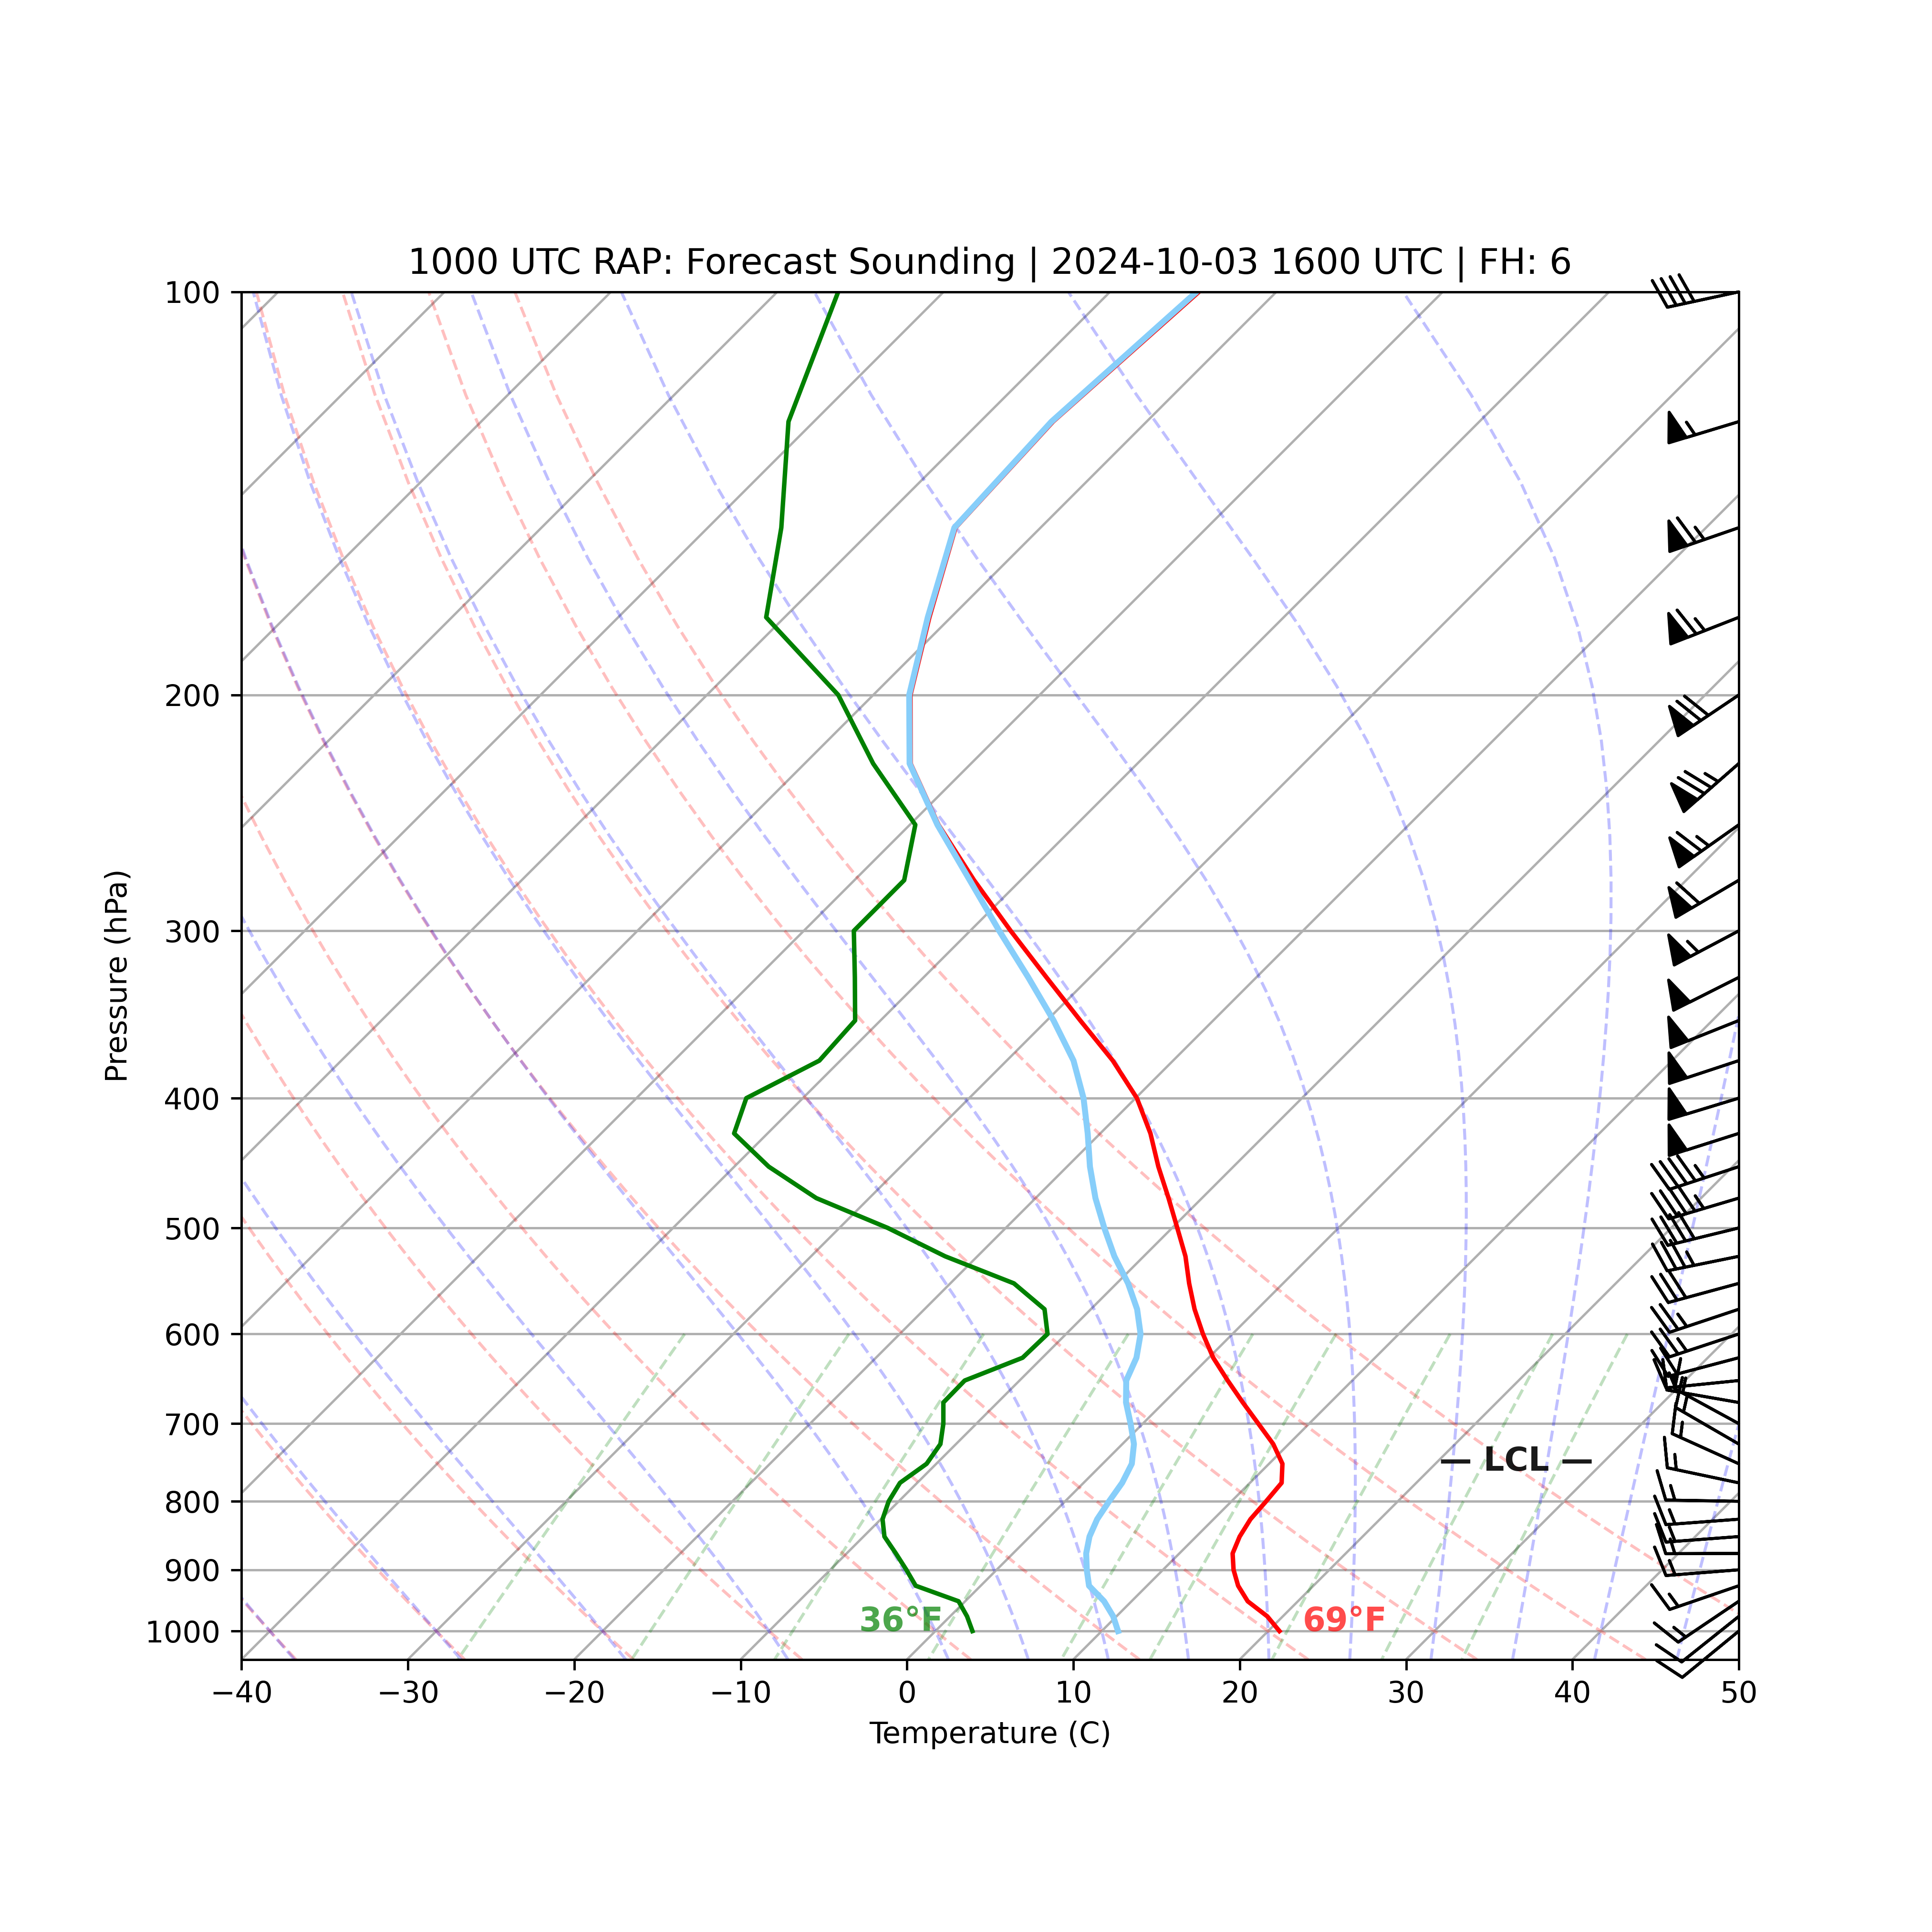 1000 UTC RAP: Forecast Sounding | 2024-10-03 1600 UTC | FH: 6
100
200
300
400
500
600
700
800
900
1000
Pressure (hPa)
— LCL —
36°F
69°F
−40 −30 −20 −10 0 10 20 30 40 50
Temperature (C)